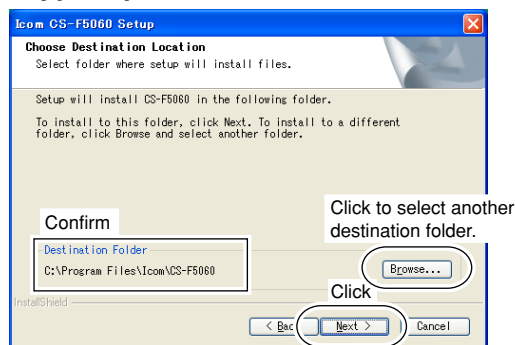 Icom CS-F5060 Setup
Choose Destination Location
Select folder where setup will install files.
Setup will install CS-F5060 in the following folder.
To install to this folder, click Next. To install to a different
folder, click Browse and select another folder.
Click to select another
destination folder.
Confirm
Destination Folder
C:\Program Files\Icom\CS-F5060
Browse...
Click
InstallShield
< Bac
Next >
Cancel